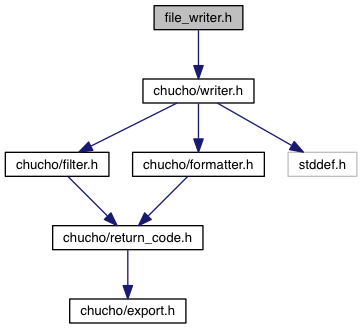 file_writer.h
chucho/writer.h
chucho/filter.h
chucho/formatter.h
stddef.h
chucho/return_code.h
chucho/export.h